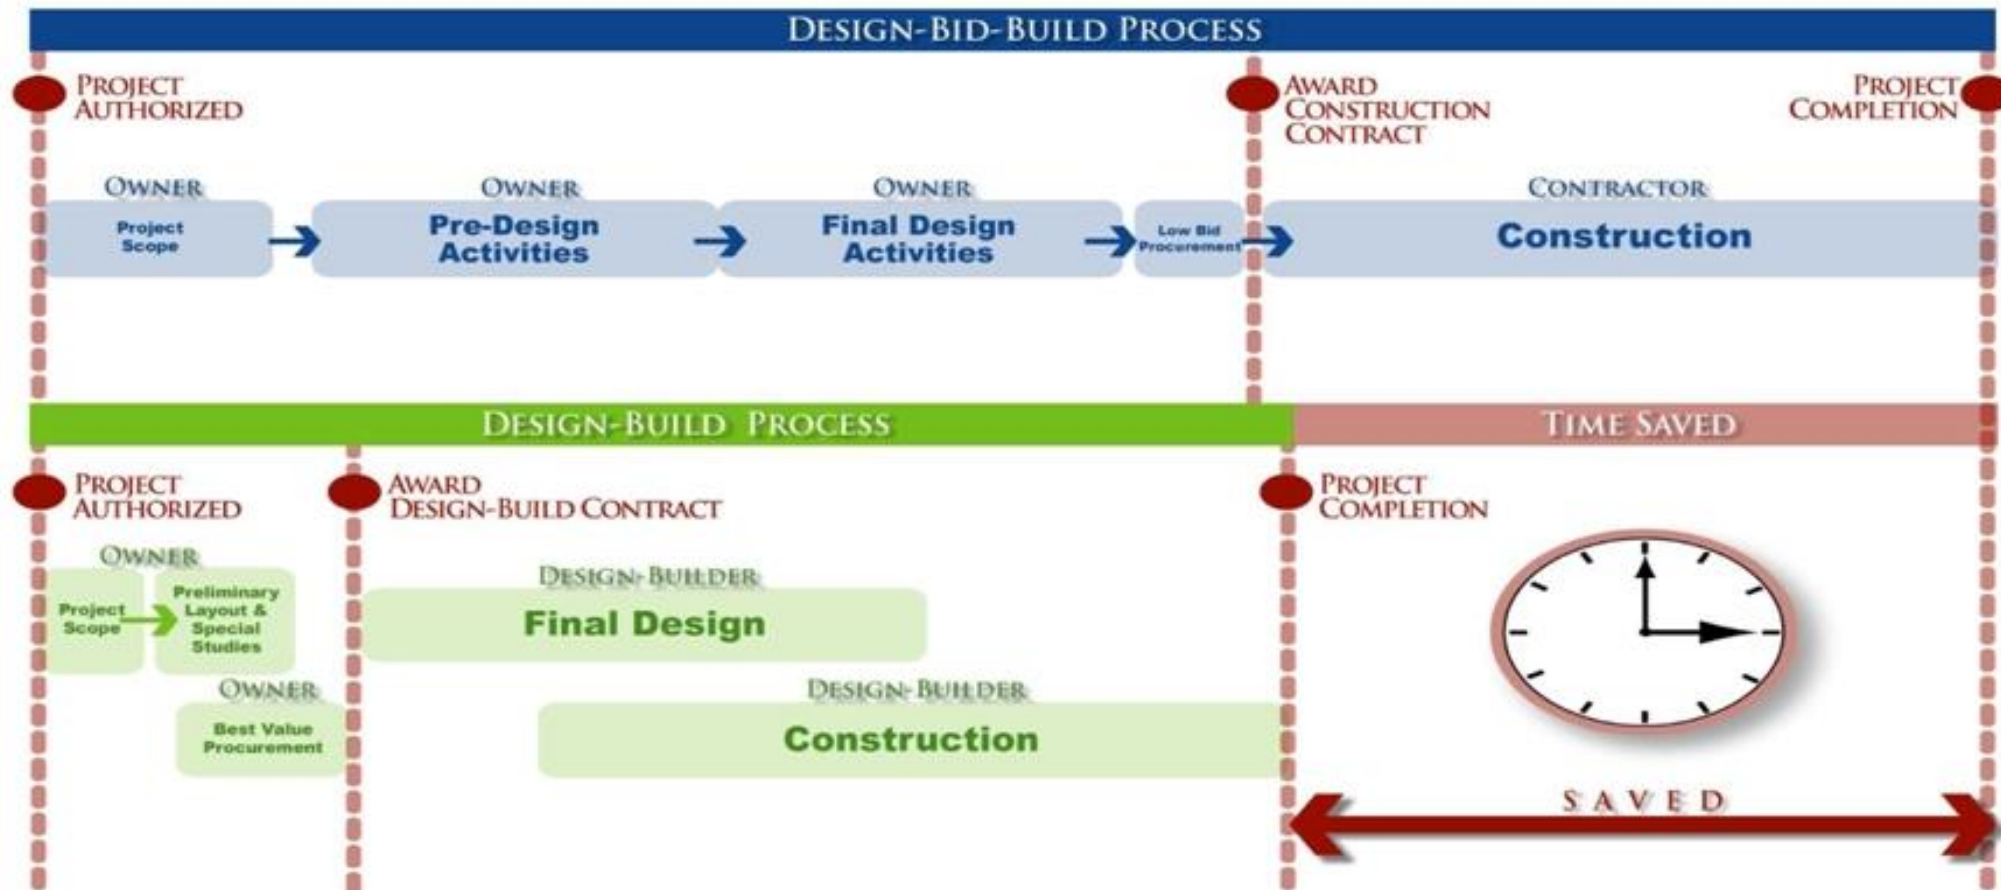 DESIGN-BID-BUILD PROCESS
PROJECT
AUTHORIZED
AWARD
CONSTRUCTION
CONTRACT
PROJECT
COMPLETION
OWNER
Project
Scope
OWNER
Pre-Design
Activities
OWNER
Final Design
Activities
Low Bid
Procurement
CONTRACTOR
Construction
DESIGN-BUILD PROCESS
TIME SAVED
PROJECT
AUTHORIZED
AWARD
DESIGN-BUILD CONTRACT
PROJECT
COMPLETION
OWNER
Project
Scope
Preliminary
Layout &
Special
Studies
DESIGN-BUILDER
Final Design
OWNER
Best Value
Procurement
DESIGN-BUILDER
Construction
SAVED